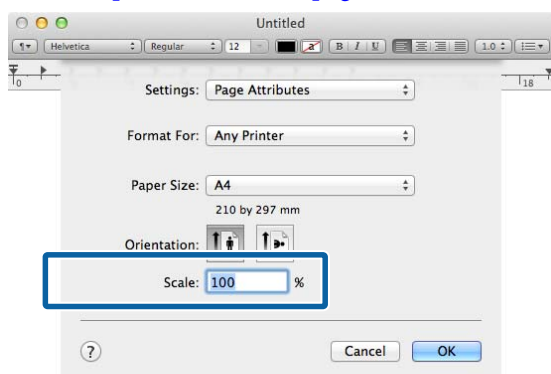 Untitled
Helvetica Regular 12 a B I U 1.0
0 18
Settings: Page Attributes
Format For: Any Printer
Paper Size: A4
210 by 297 mm
Orientation:
Scale: 100 %
? Cancel OK